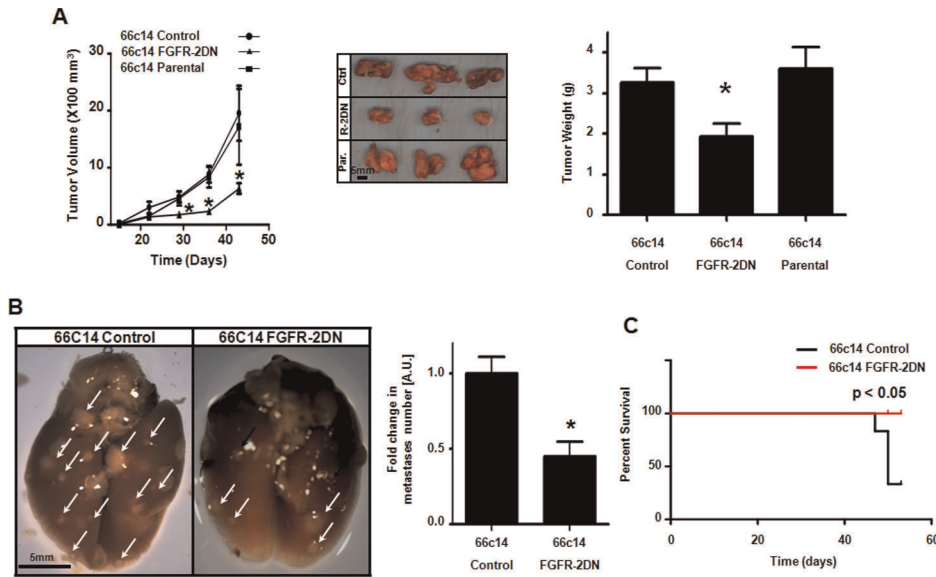 A
66c14 Control
66c14 FGFR-2DN
66c14 Parental
30
20
10
0
Tumor Volume (X100 mm³)
20 30 40 50
Time (Days)
Ctrl
R-2DN
Par.
5mm
Tumor Weight (g)
6
4
2
0
*
66c14 66c14 66c14
Control FGFR-2DN Parental
B
66C14 Control 66C14 FGFR-2DN
5mm
Fold change in
metastases number [A.U.]
1.0
0.5
0.0
*
66c14 66c14
Control FGFR-2DN
C
66c14 Control
66c14 FGFR-2DN
p < 0.05
Percent Survival
100
50
0
0 20 40 60
Time (days)